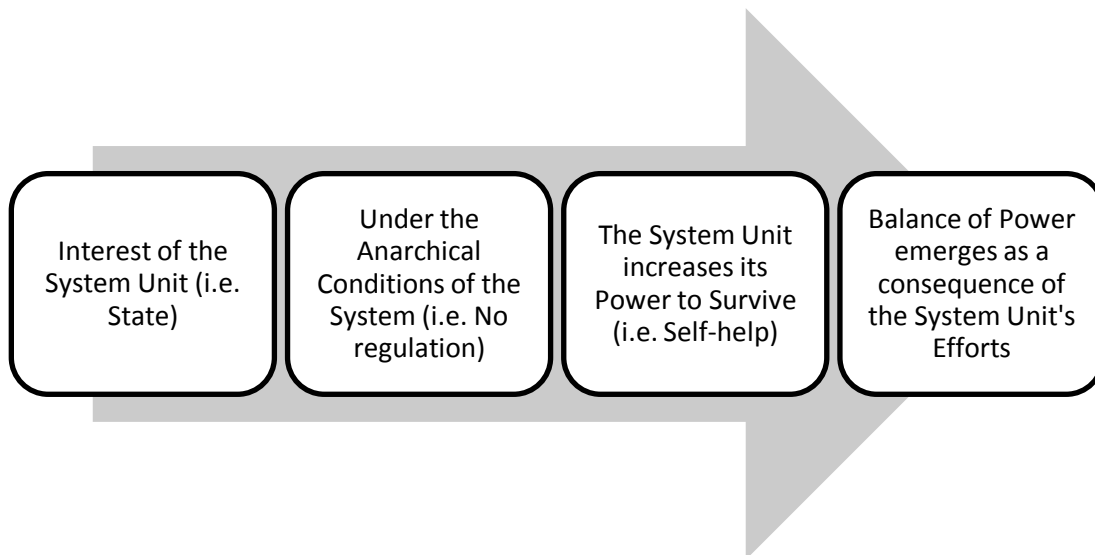 Interest of the
System Unit (i.e.
State)
Under the
Anarchical
Conditions of the
System (i.e. No
regulation)
The System Unit
increases its
Power to Survive
(i.e. Self-help)
Balance of Power
emerges as a
consequence of
the System Unit's
Efforts